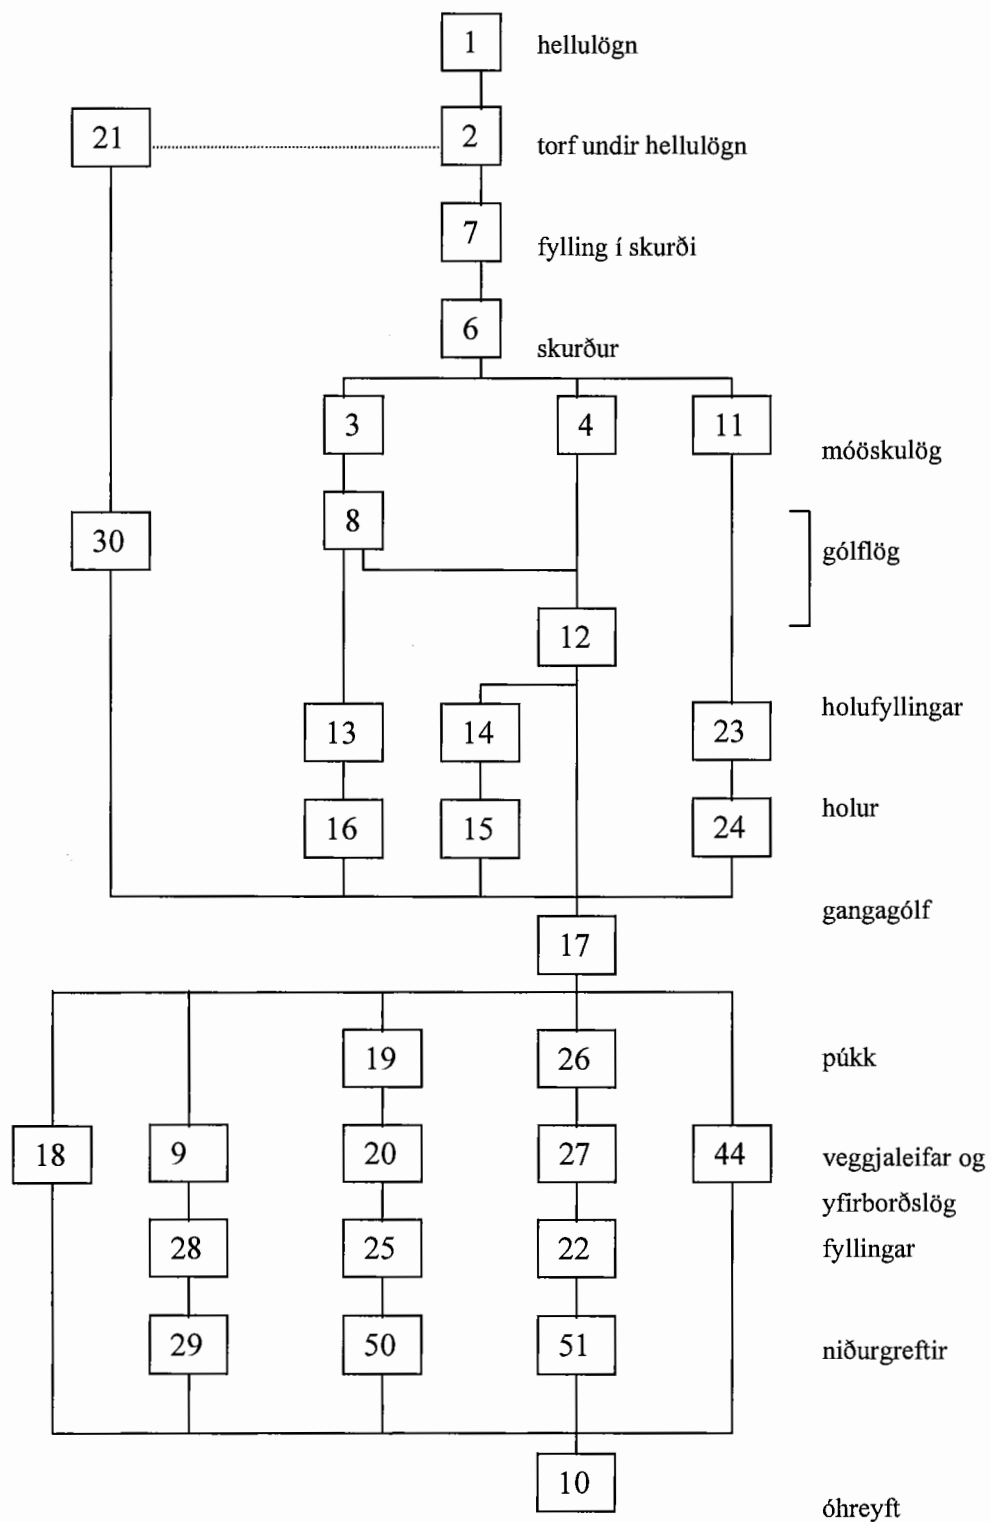 1 hellulögn
21 2 torf undir hellulögn
7 fylling í skurði
6 skurður
3 4 11 móöskulög
8
30 gólflög
12
13 14 23 holufyllingar
16 15 24 holur
17 gangagólf
19 26 púkk
18 9 20 27 44 veggjaleifar og
yfirborðslög
28 25 22 fyllingar
29 50 51 niðurgreftir
10 óhreyft